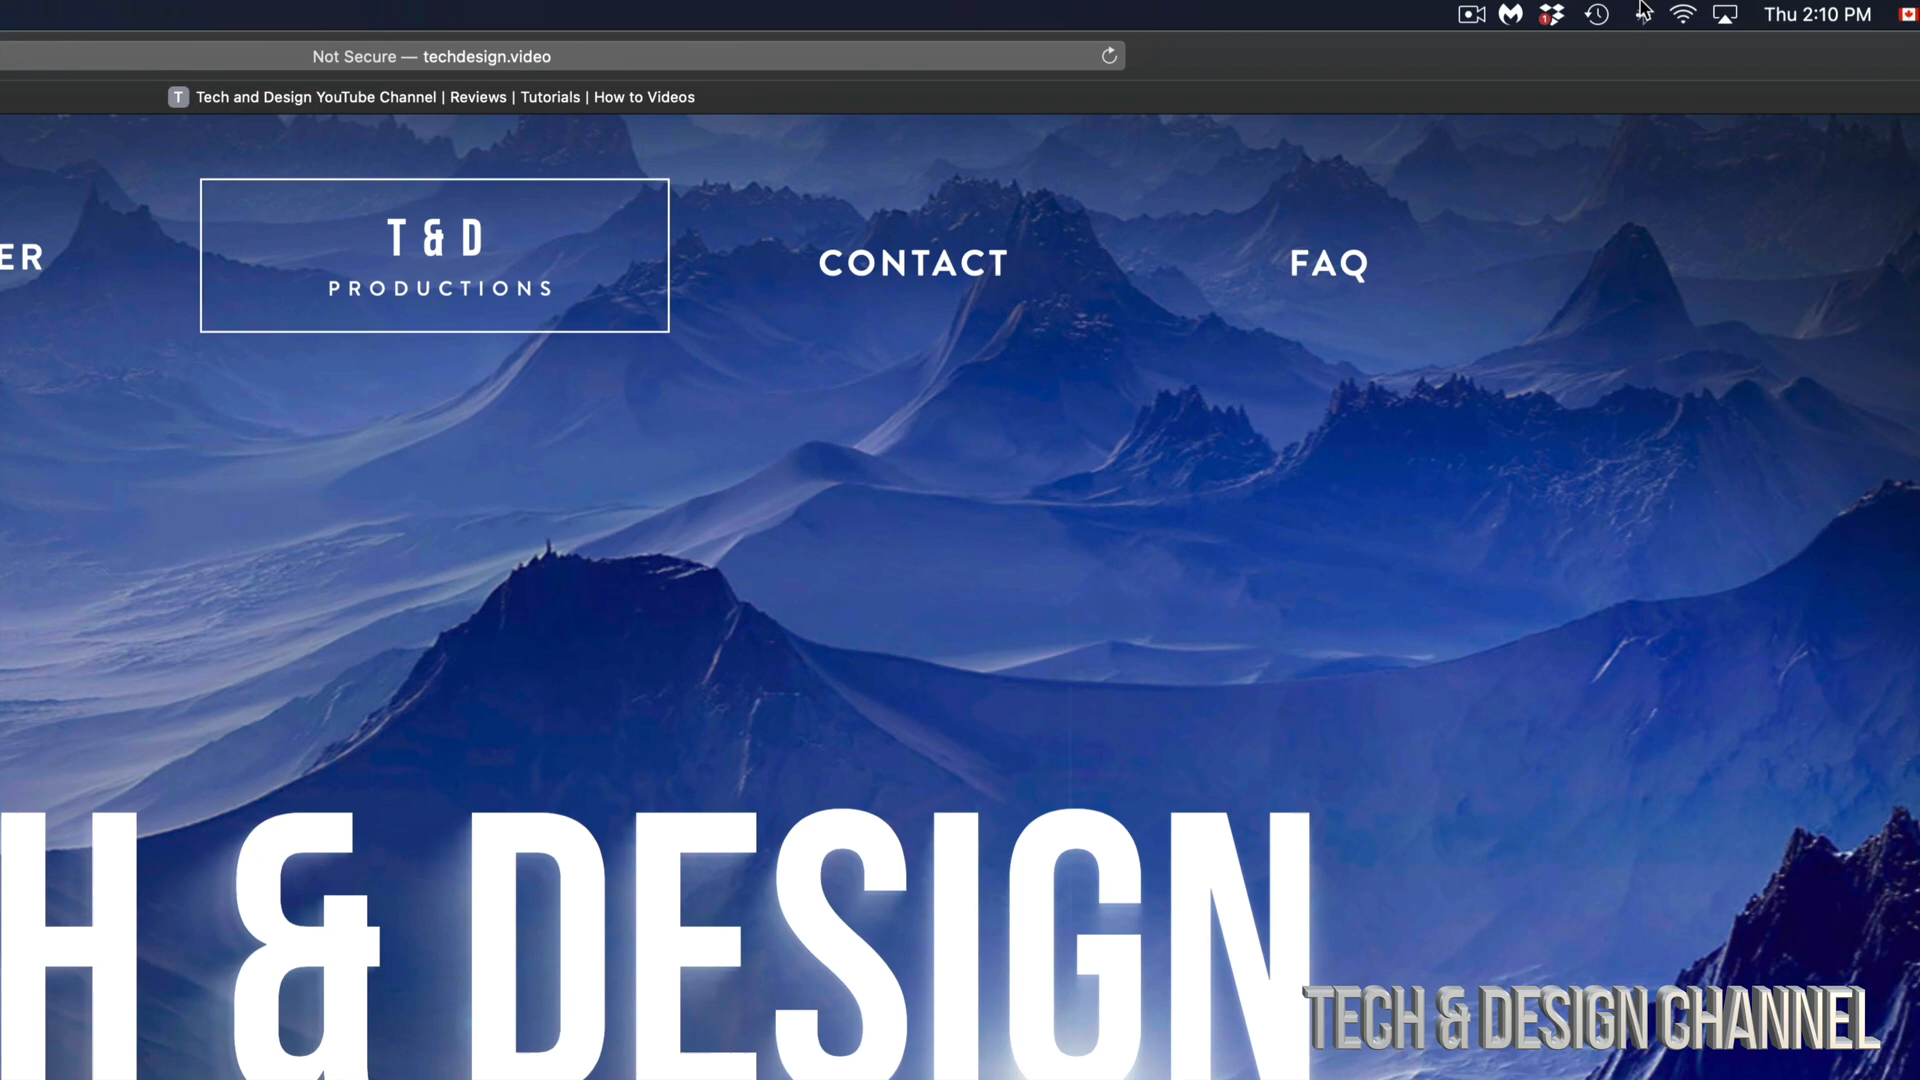 1
Thu 2:10 PM
Not Secure — techdesign.video
T Tech and Design YouTube Channel | Reviews | Tutorials | How to Videos
ER
T & D
PRODUCTIONS
CONTACT
FAQ
H & DESIGN
TECH & DESIGN CHANNEL